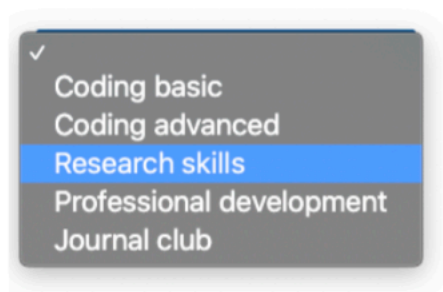 ✓
Coding basic
Coding advanced
Research skills
Professional development
Journal club